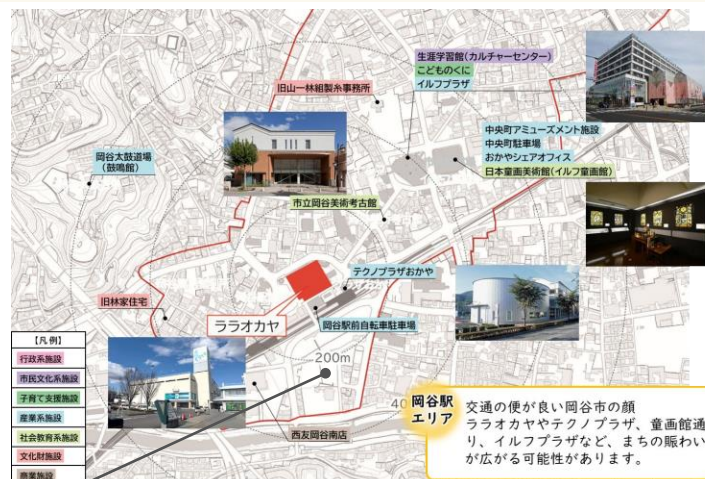 生涯学習館(カルチャーセンター)
こどものくに
イルフプラザ
旧山一林組製糸事務所
中央町アミューズメント施設
中央町駐車場
おかやシェアオフィス
日本童画美術館(イルフ童画館)
岡谷太鼓道場
(鼓鳴館)
市立岡谷美術考古館
テクノプラザおかや
旧林家住宅
ララオカヤ
岡谷駅前自転車駐車場
200m
西友岡谷南店
【凡例】
行政系施設
市民文化系施設
子育て支援施設
産業系施設
社会教育系施設
文化財施設
商業施設
40
岡谷駅
エリア
交通の便が良い岡谷市の顔
ララオカヤやテクノプラザ、童画館通
り、イルフプラザなど、まちの賑わい
が広がる可能性があります。